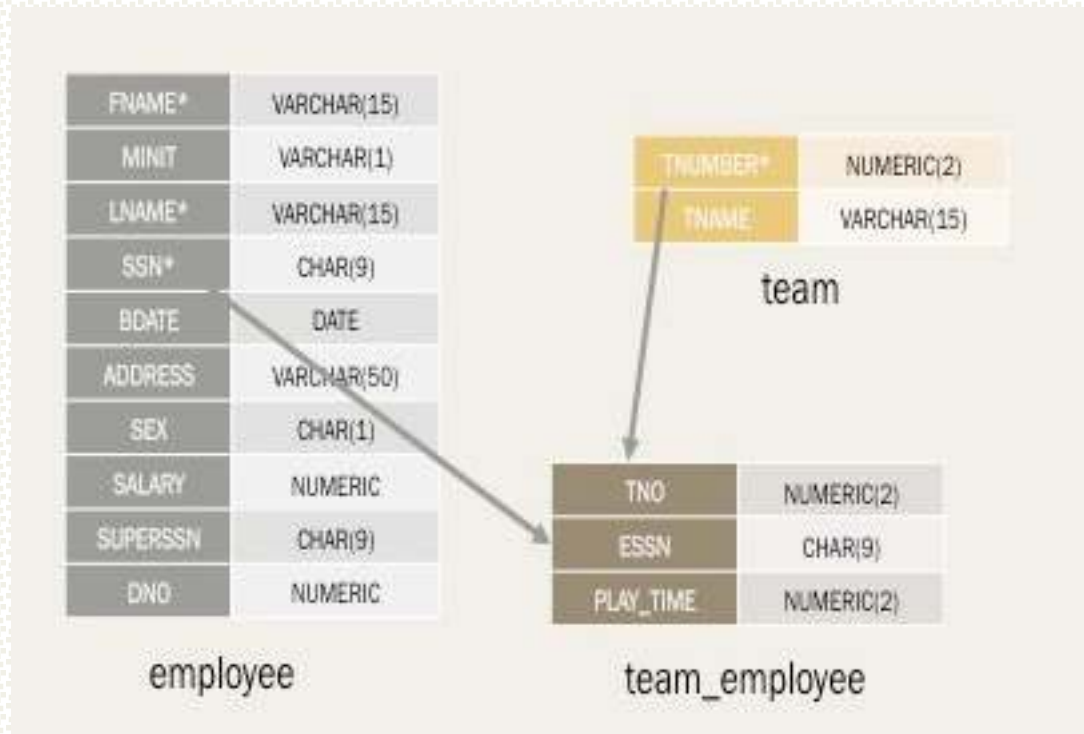 FNAME* VARCHAR(15)
MINIT VARCHAR(1)
LNAME* VARCHAR(15)
SSN* CHAR(9)
BDATE DATE
ADDRESS VARCHAR(50)
SEX CHAR(1)
SALARY NUMERIC
SUPERSSN CHAR(9)
DNO NUMERIC
employee
TNUMBER* NUMERIC(2)
TNAME VARCHAR(15)
team
TNO NUMERIC(2)
ESSN CHAR(9)
PLAY_TIME NUMERIC(2)
team_employee